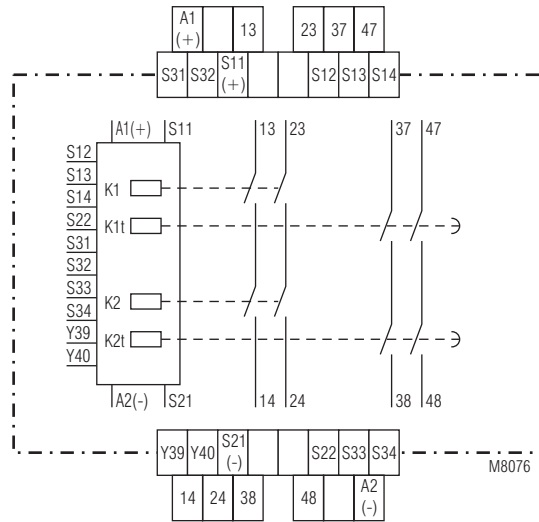 A1 (+) 13 23 37 47
S31 S32 S11 (+) S12 S13 S14
A1(+) S11 13 23 37 47
S12
S13
S14
S22
S31
S32
S33
S34
Y39
Y40
K1
K1t
K2
K2t
A2(-) S21 14 24 38 48
Y39 Y40 S21 (-) S22 S33 S34
M8076
14 24 38 48 A2 (-)